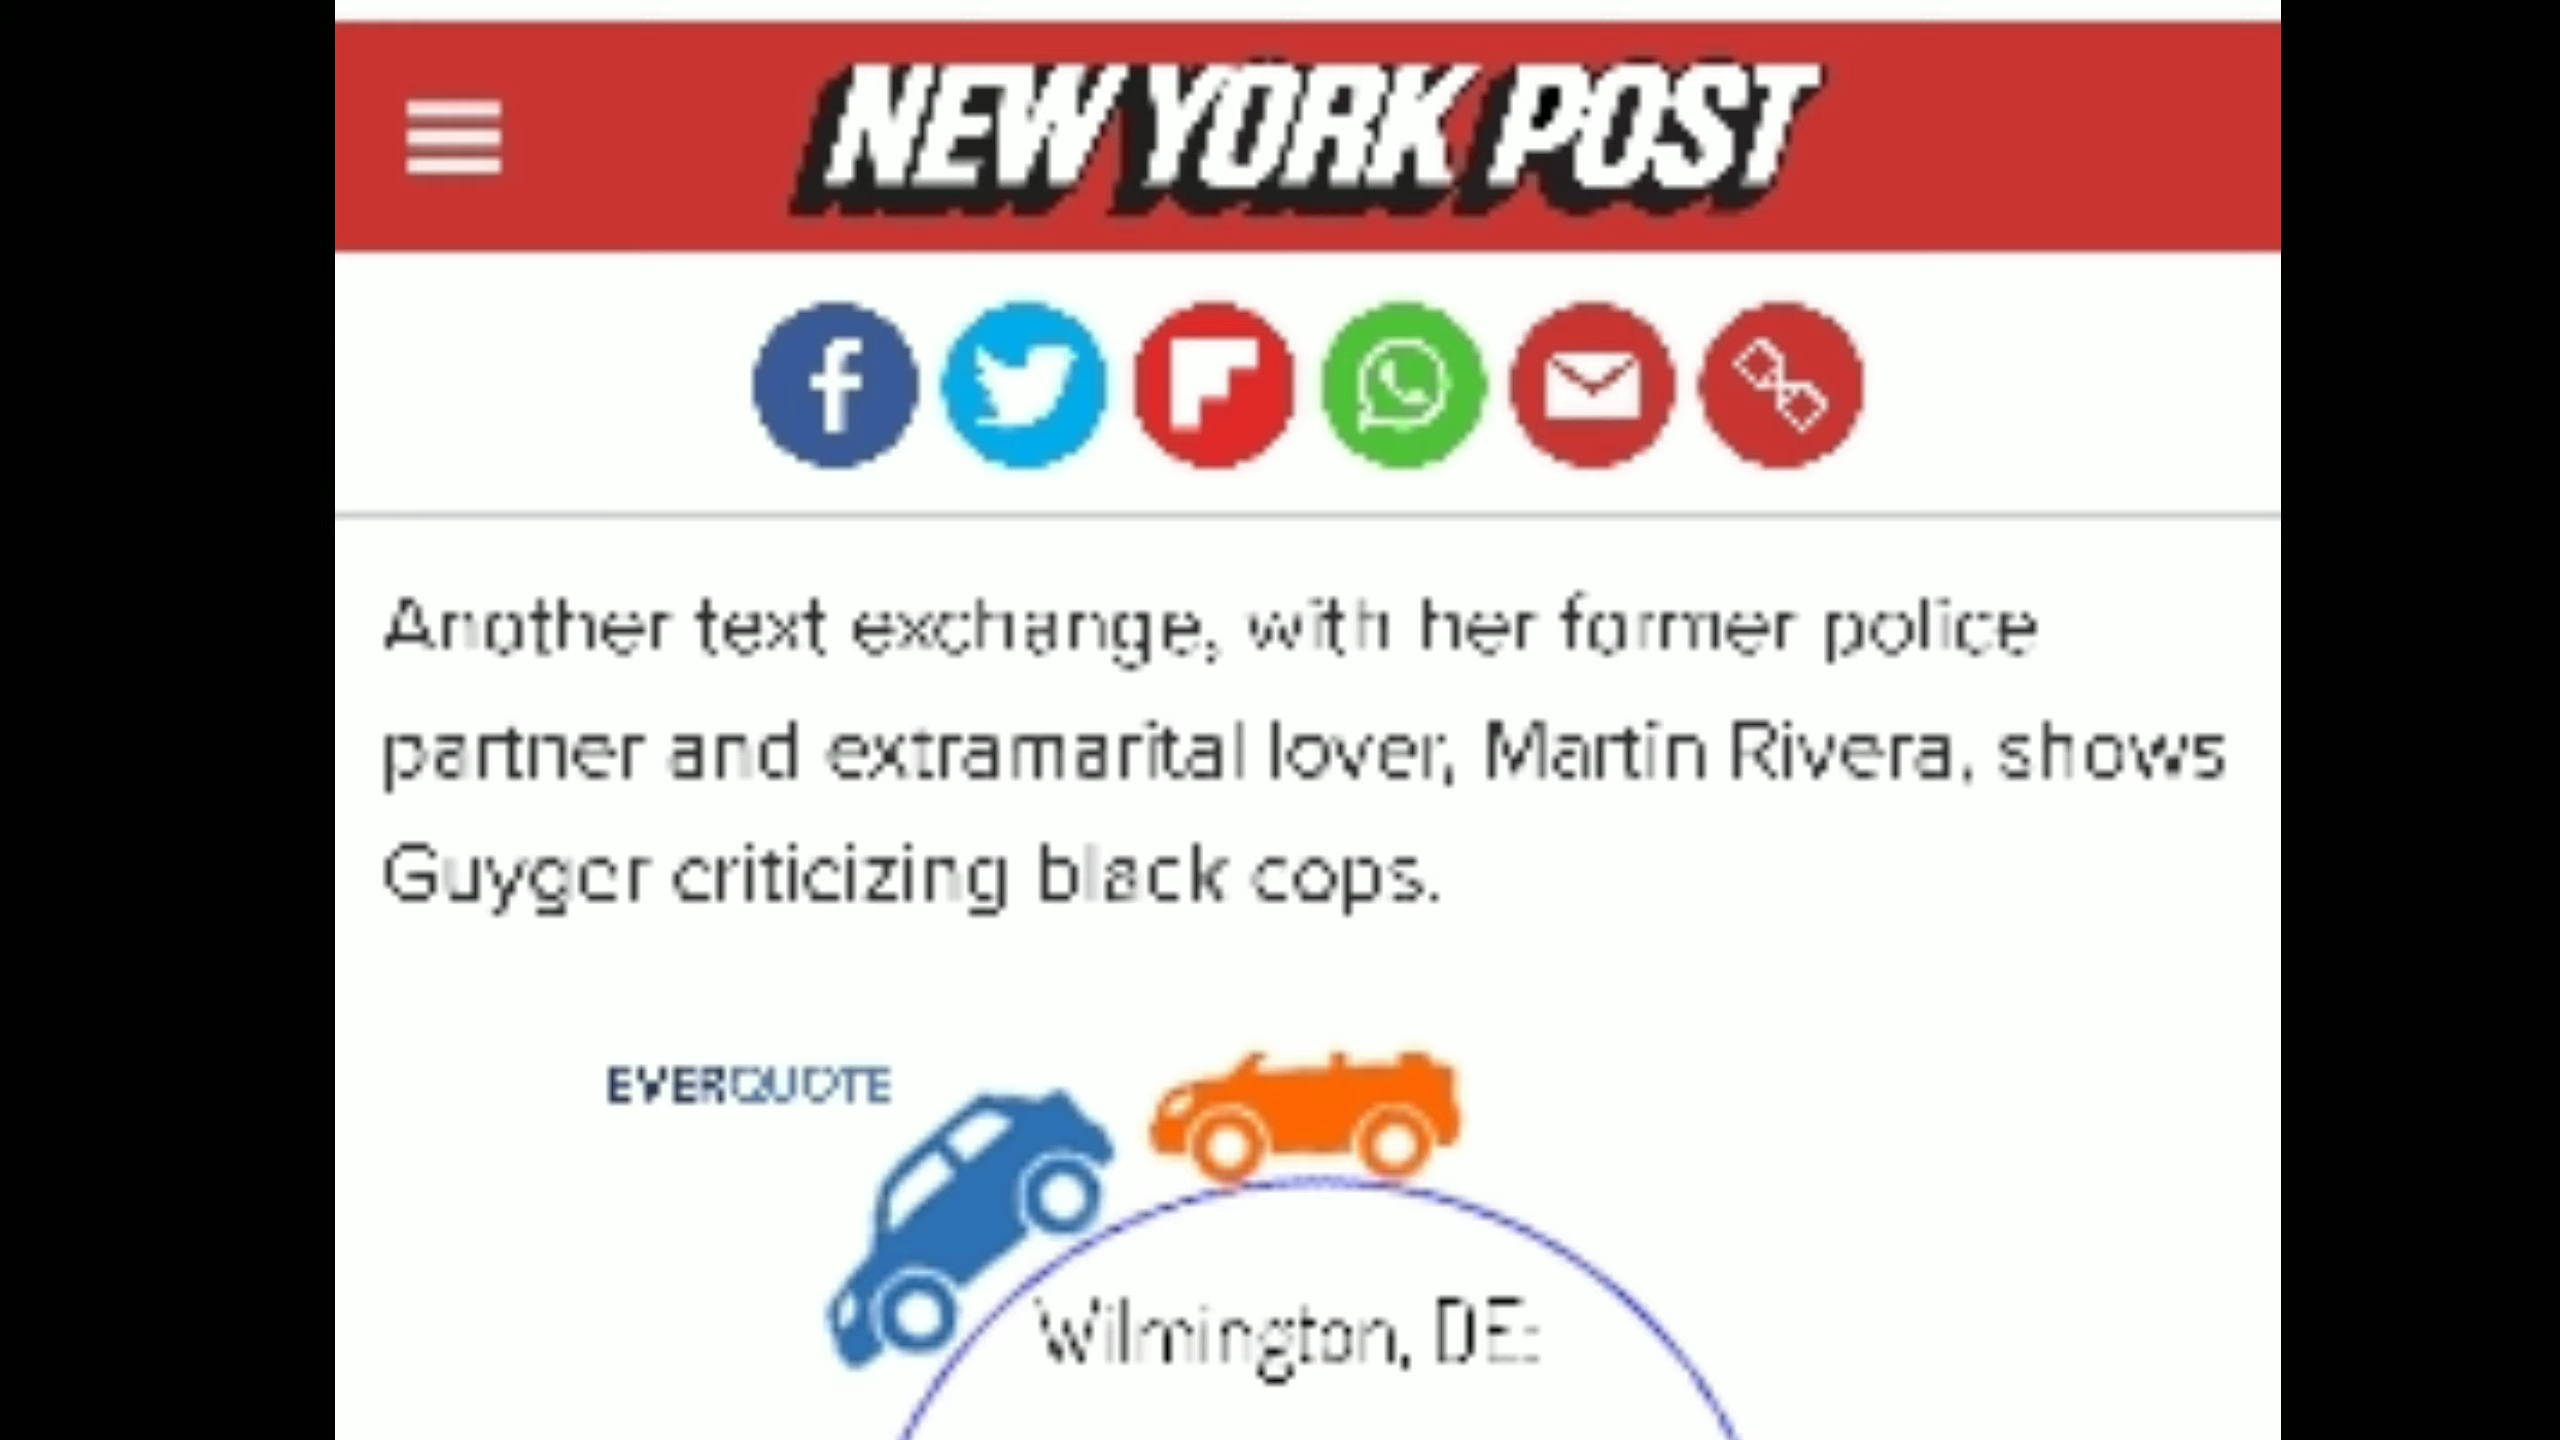 NEW YORK POST
Another text exchange, with her former police
partner and extramarital lover, Martin Rivera, shows
Guyger criticizing black cops.
EVERQUOTE
Wilmington, DE: